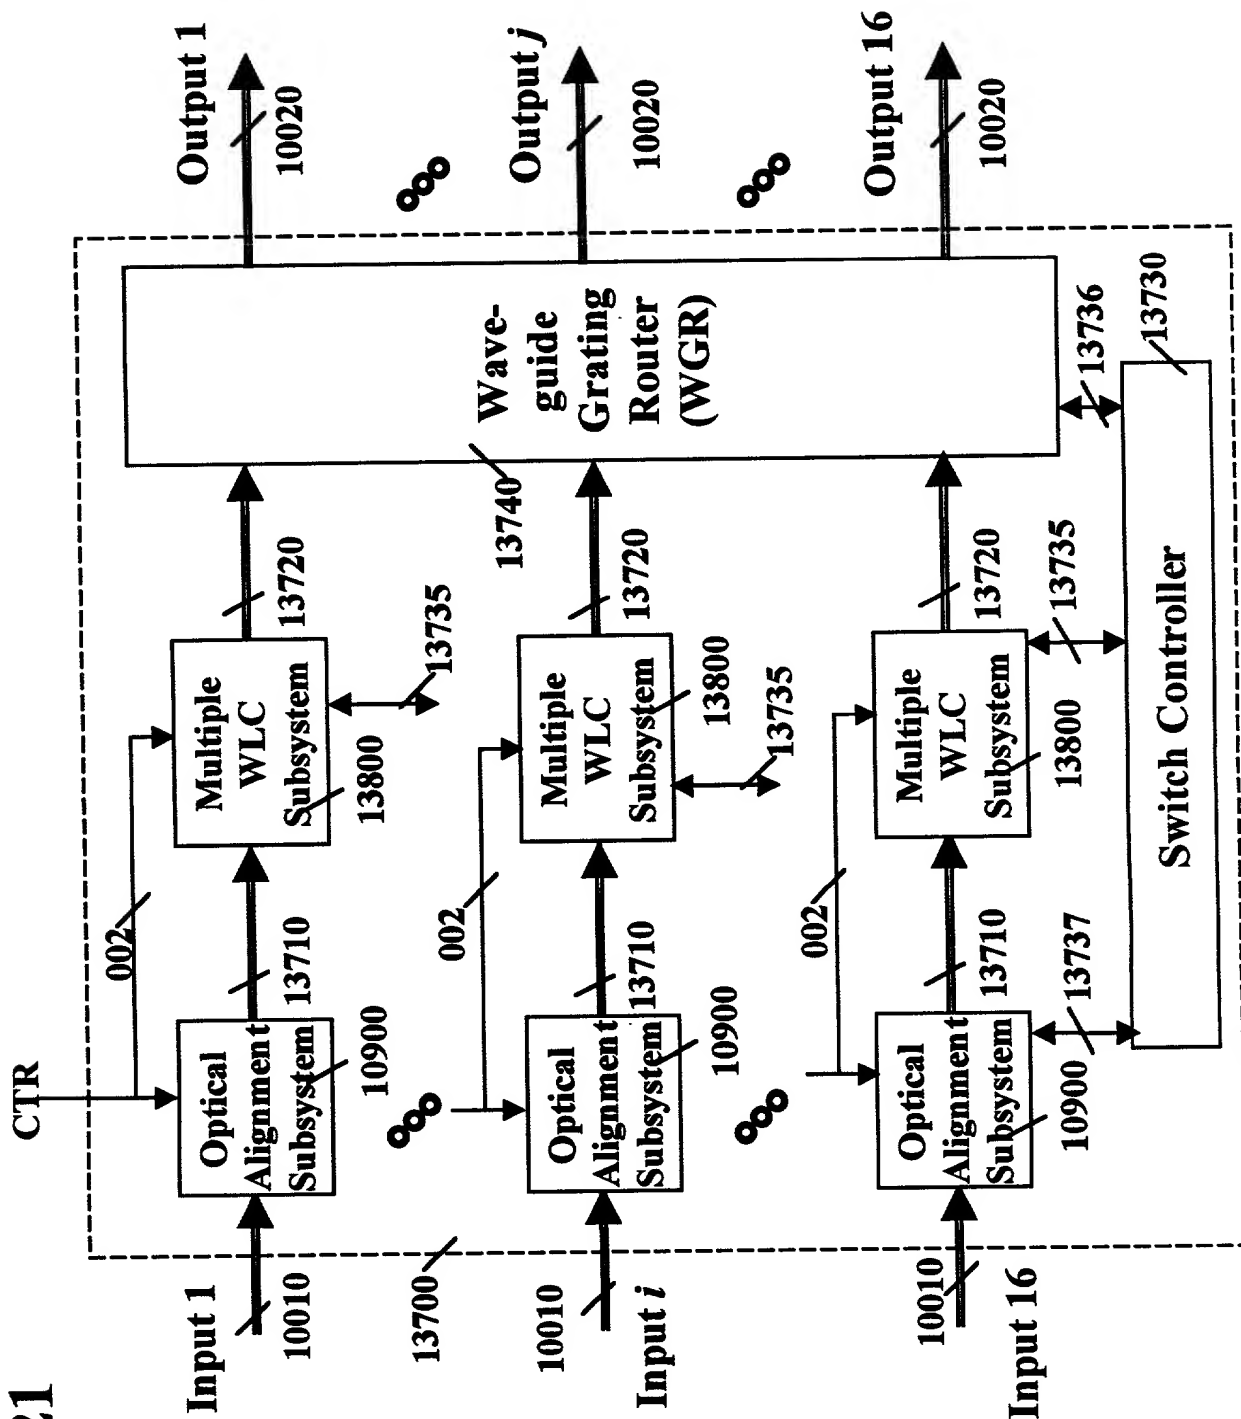 21
CTR
002
Input 1
10010
Optical
Alignment
Subsystem
10900
13710
Multiple
WLC
Subsystem
13800
13720
13735
Output 1
10020
13700
002
Input i
10010
Optical
Alignment
Subsystem
10900
13710
Multiple
WLC
Subsystem
13800
13720
13735
13740
Wave-
guide
Grating
Router
(WGR)
Output j
10020
002
Input 16
10010
Optical
Alignment
Subsystem
10900
13710
Multiple
WLC
Subsystem
13800
13720
Output 16
10020
13737
13735
13736
Switch Controller
13730